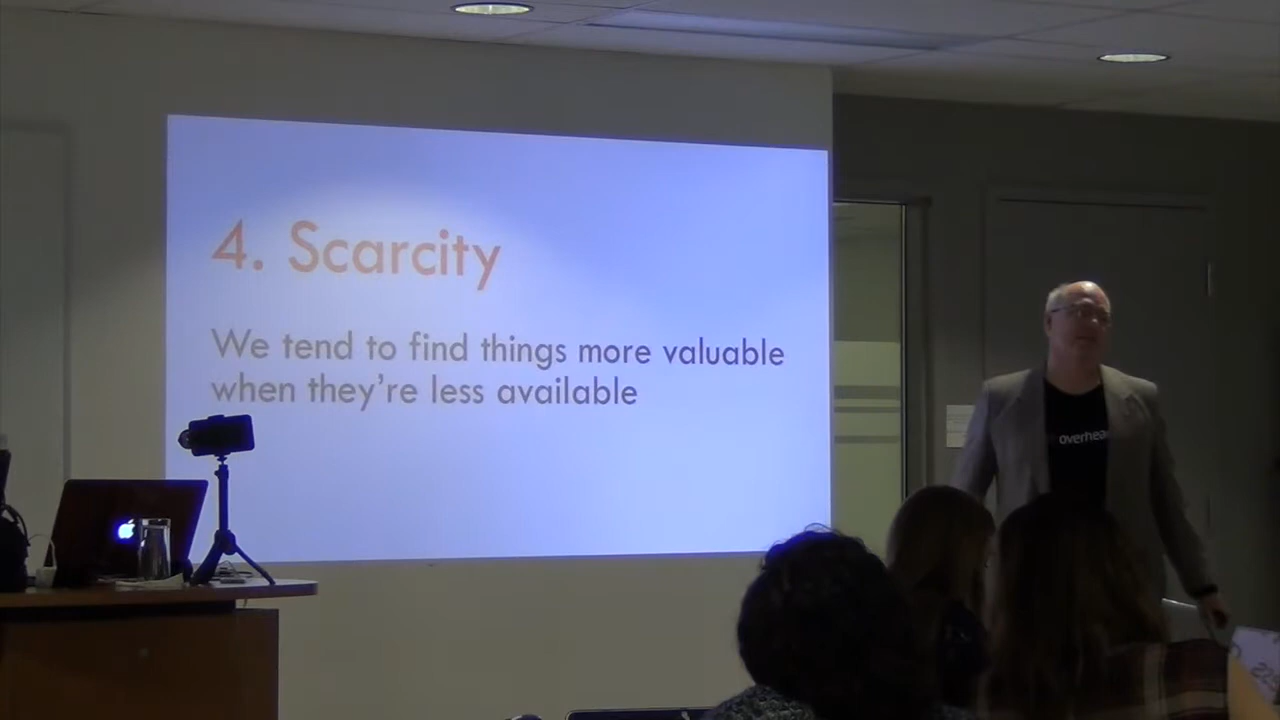 4. Scarcity
We tend to find things more valuable
when they're less available
overhea